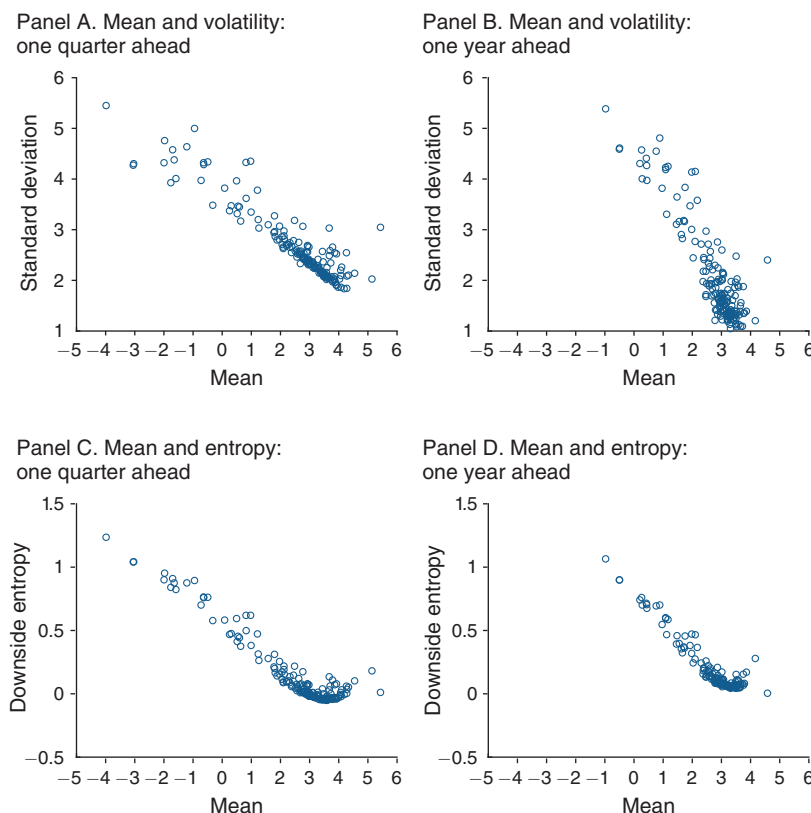 Panel A. Mean and volatility:
one quarter ahead
6
5
4
3
2
1
Standard deviation
−5 −4 −3 −2 −1 0 1 2 3 4 5 6
Mean
Panel B. Mean and volatility:
one year ahead
6
5
4
3
2
1
Standard deviation
−5 −4 −3 −2 −1 0 1 2 3 4 5 6
Mean
Panel C. Mean and entropy:
one quarter ahead
1.5
1
0.5
0
−0.5
Downside entropy
−5 −4 −3 −2 −1 0 1 2 3 4 5 6
Mean
Panel D. Mean and entropy:
one year ahead
1.5
1
0.5
0
−0.5
Downside entropy
−5 −4 −3 −2 −1 0 1 2 3 4 5 6
Mean